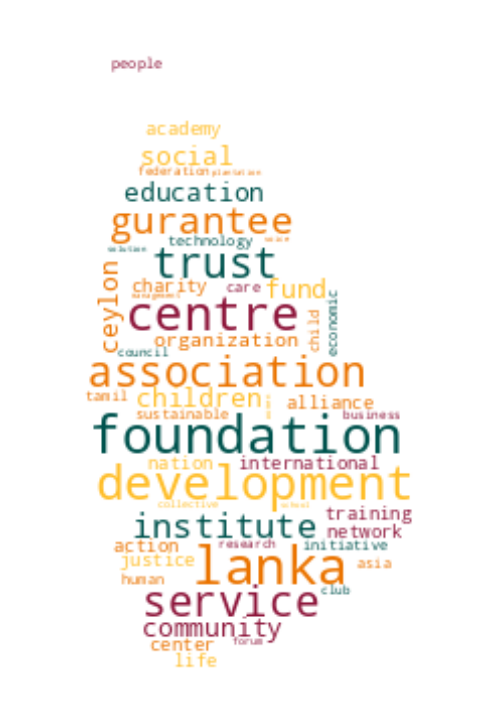 people
academy
social
federation plantation
education
gurantee
technology
solution
trust
ceylon
charity care fund
management
centre
economic
child
organization
council
association
tamil children alliance
sustainable business
foundation
nation international
development
collective school
training
institute network
action research initiative
justice lanka asia
human
club
service
community
center forum
life